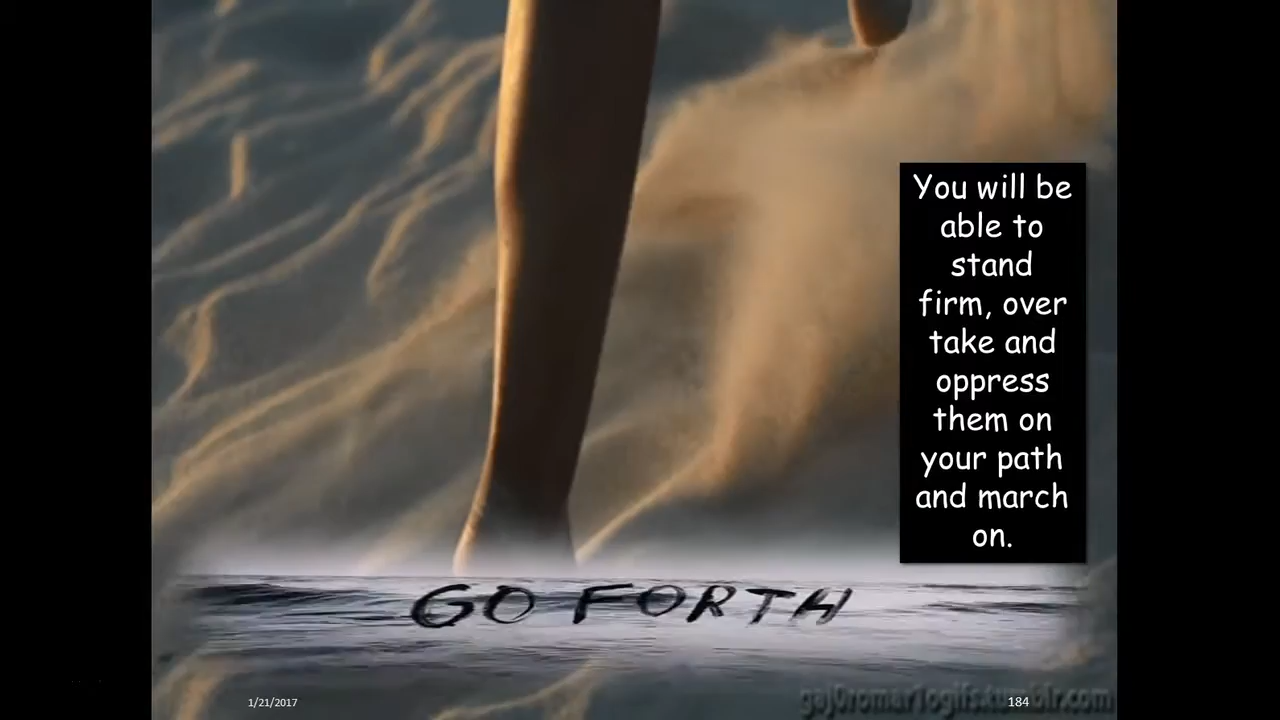 You will be
able to
stand
firm, over
take and
oppress
them on
your path
and march
on.
GO FORTH
1/21/2017
184